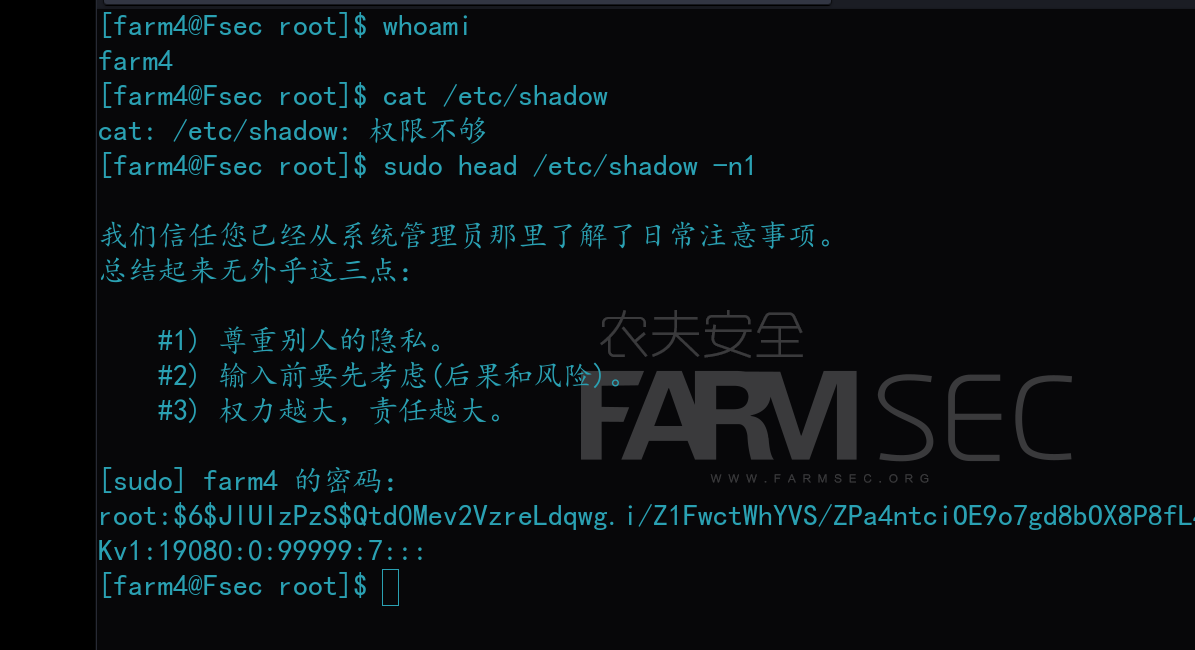 [farm4@Fsec root]$ whoami
farm4
[farm4@Fsec root]$ cat /etc/shadow
cat: /etc/shadow: 权限不够
[farm4@Fsec root]$ sudo head /etc/shadow -n1
我们信任您已经从系统管理员那里了解了日常注意事项。
总结起来无外乎这三点：
#1) 尊重别人的隐私。
#2) 输入前要先考虑(后果和风险)。
#3) 权力越大，责任越大。
农夫安全
FARMSEC
WWW.FARMSEC.ORG
[sudo] farm4 的密码：
root:$6$JlUIzPzS$Qtd0Mev2VzreLdqwg.i/Z1FwctWhYVS/ZPa4ntciOE9o7gd8bOX8P8fL
Kv1:19080:0:99999:7:::
[farm4@Fsec root]$